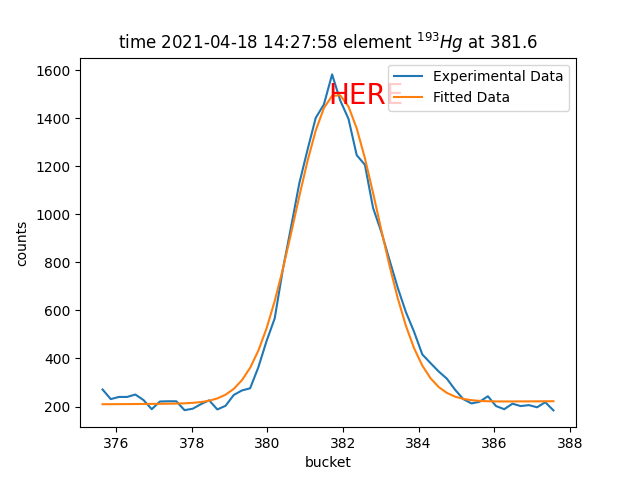 time 2021-04-18 14:27:58 element ¹⁹³Hg at 381.6
Experimental Data
Fitted Data
HERE
counts
1600
1400
1200
1000
800
600
400
200
376 378 380 382 384 386 388
bucket